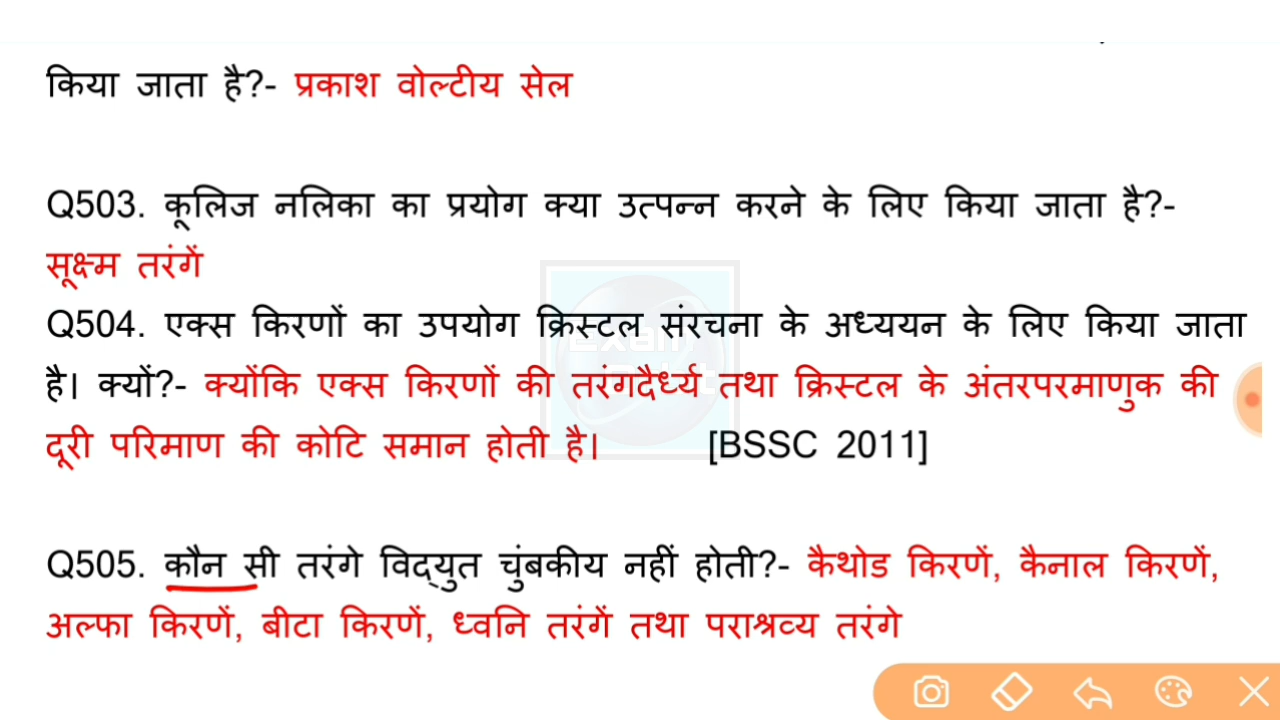 किया जाता है?- प्रकाश वोल्टीय सेल
Q503. कूलिज नलिका का प्रयोग क्या उत्पन्न करने के लिए किया जाता है?-
सूक्ष्म तरंगें
Q504. एक्स किरणों का उपयोग क्रिस्टल संरचना के अध्ययन के लिए किया जाता
है। क्यों?- क्योंकि एक्स किरणों की तरंगदैर्ध्य तथा क्रिस्टल के अंतरपरमाणुक की
दूरी परिमाण की कोटि समान होती है। [BSSC 2011]
Q505. कौन सी तरंगे विद्युत चुंबकीय नहीं होती?- कैथोड किरणें, कैनाल किरणें,
अल्फा किरणें, बीटा किरणें, ध्वनि तरंगें तथा पराश्रव्य तरंगे